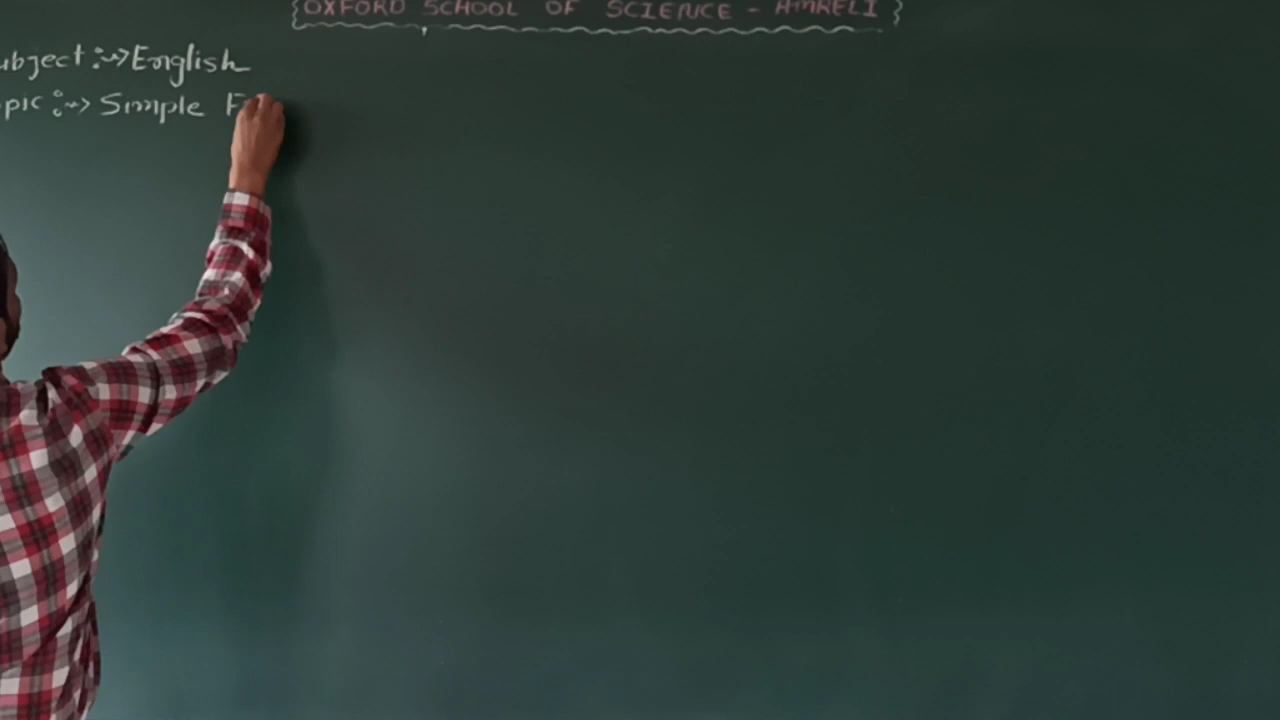 {OXFORD SCHOOL OF SCIENCE - AMRELI}
ubject :→ English
pic :→ Simple